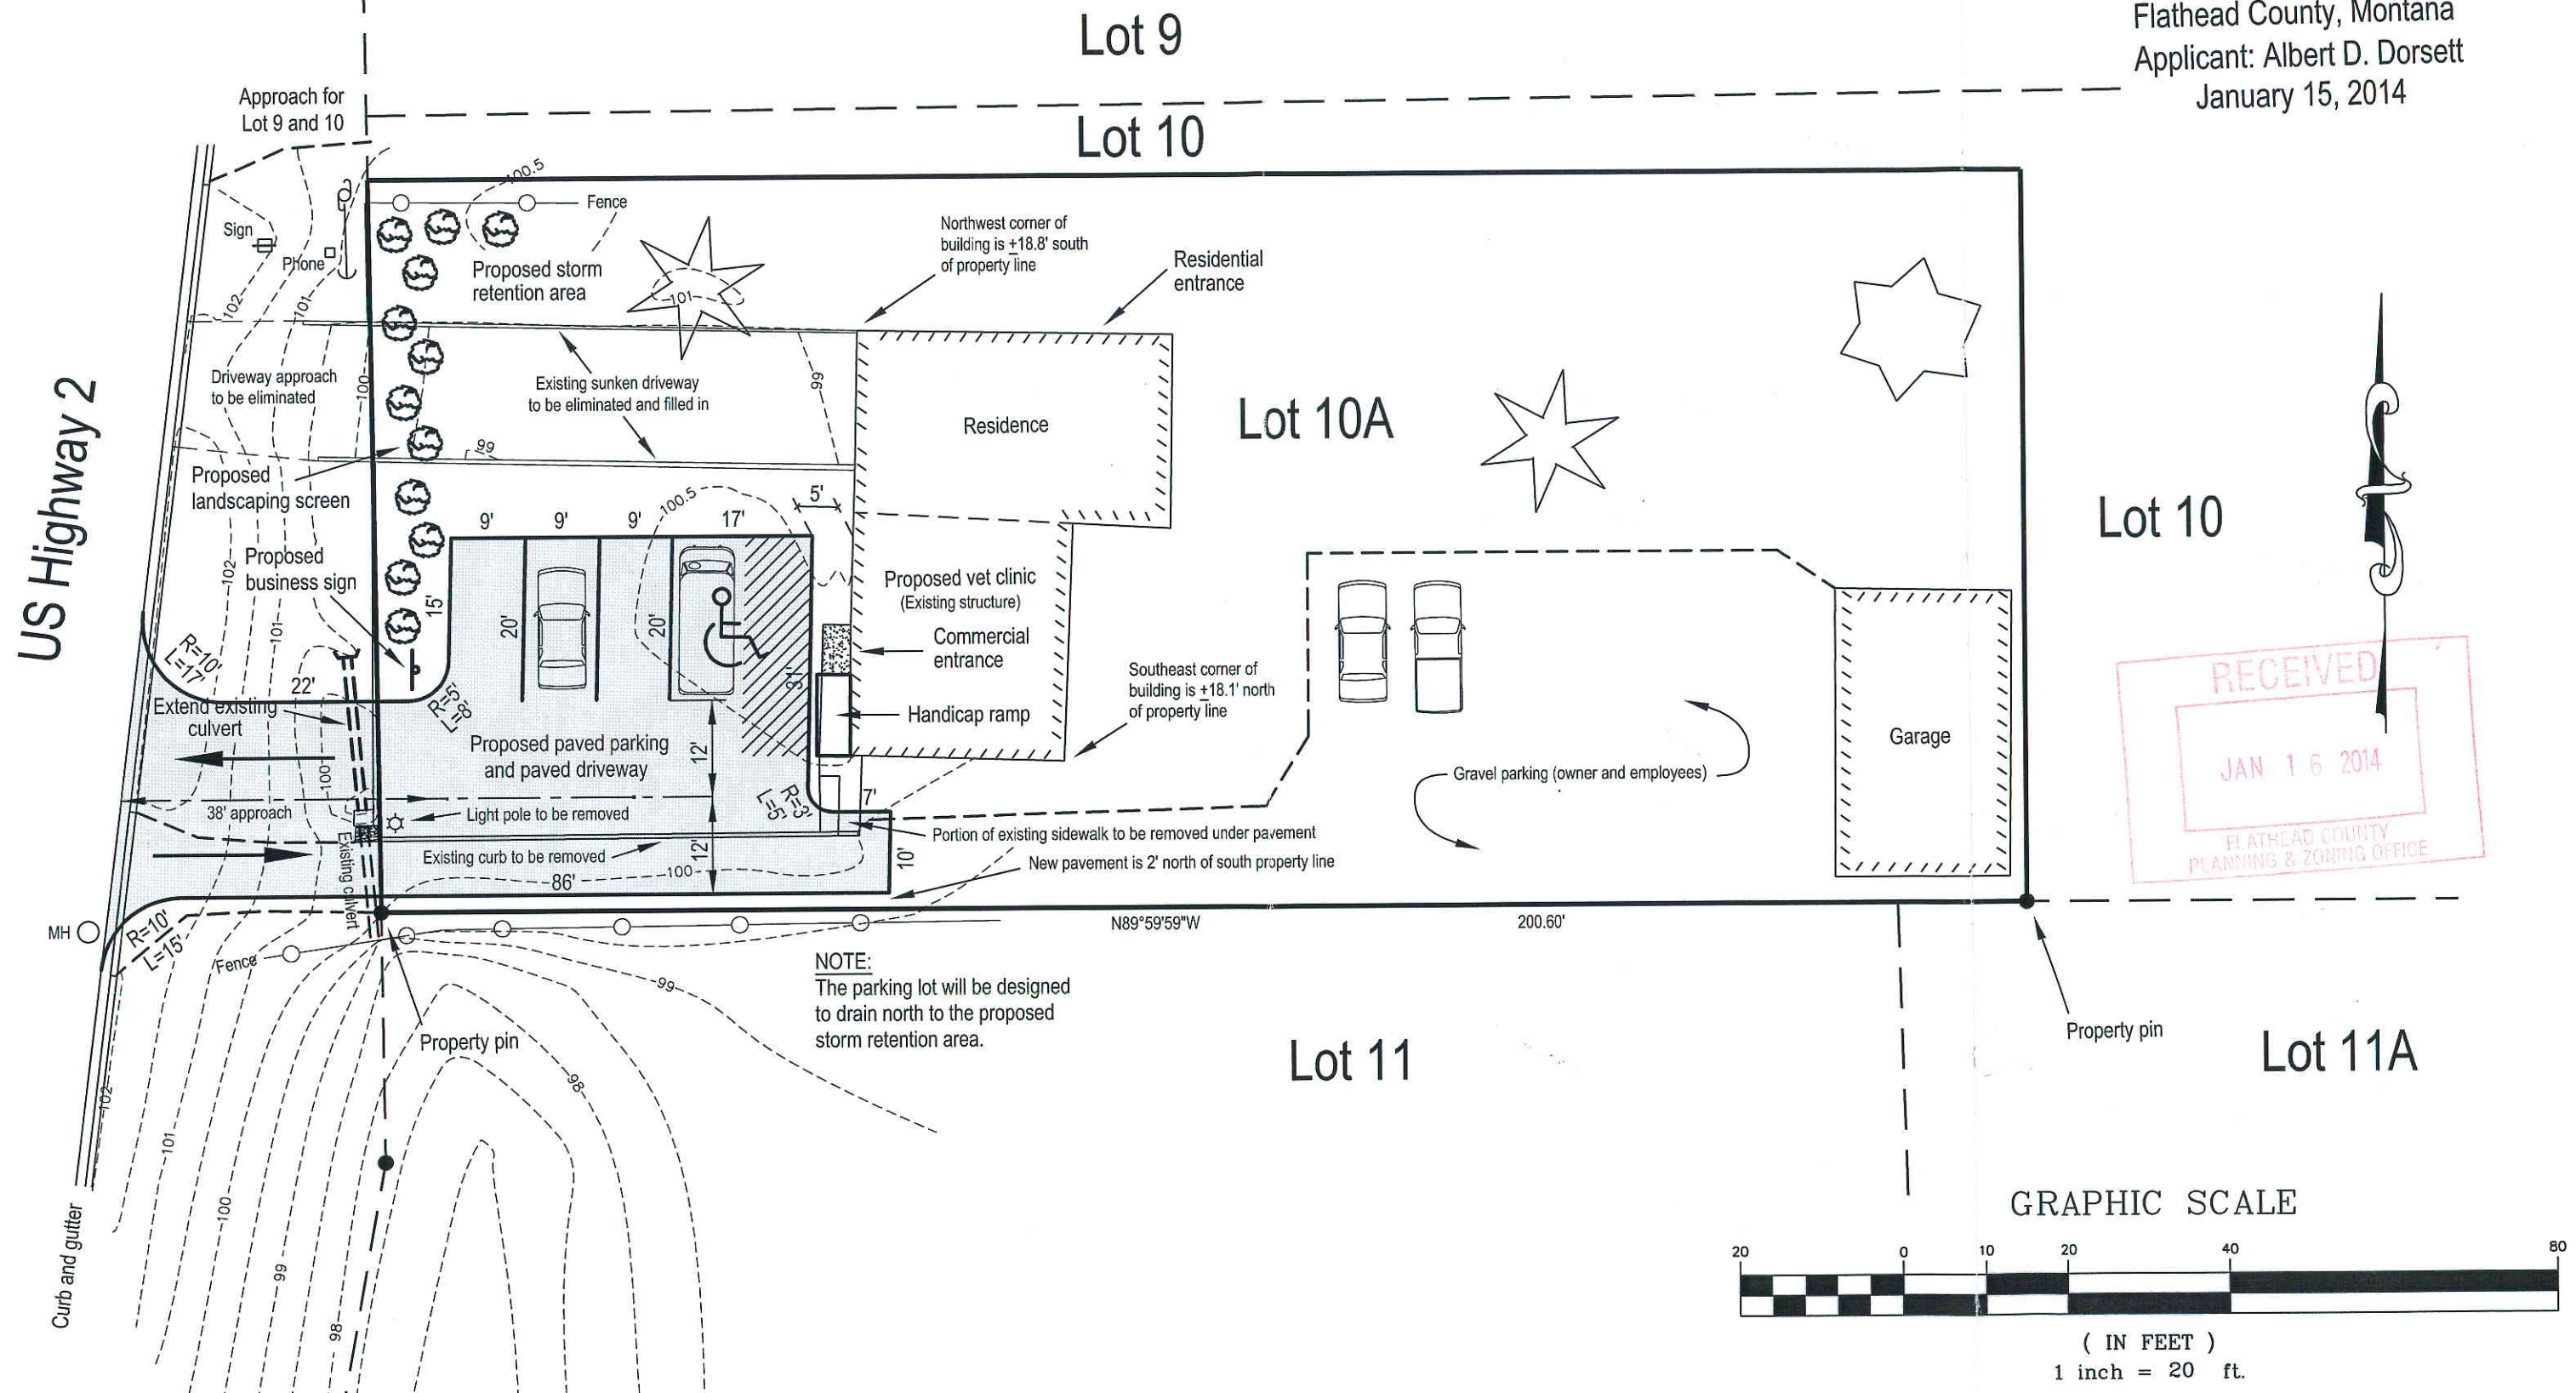 Lot 9
Flathead County, Montana
Applicant: Albert D. Dorsett
January 15, 2014
Approach for
Lot 9 and 10
Lot 10
100.5
Fence
Sign
Phone
Proposed storm
retention area
101
Northwest corner of
building is ±18.8' south
of property line
Residential
entrance
102
101
US Highway 2
Driveway approach
to be eliminated
100
Existing sunken driveway
to be eliminated and filled in
99
Residence
Lot 10A
99
Proposed
landscaping screen
Lot 10
100.5
5'
9'
9'
9'
17'
Proposed
business sign
102
101
15'
20'
20'
31'
Proposed vet clinic
(Existing structure)
Commercial
entrance
Handicap ramp
Southeast corner of
building is ±18.1' north
of property line
R=10'
L=17'
22'
R=5'
L=8'
Extend existing
culvert
100
Proposed paved parking
and paved driveway
12'
38' approach
Light pole to be removed
R=3'
L=5'
7'
Gravel parking (owner and employees)
Garage
RECEIVED
JAN 16 2014
FLATHEAD COUNTY
PLANNING & ZONING OFFICE
Existing culvert
Existing curb to be removed
12'
10'
Portion of existing sidewalk to be removed under pavement
New pavement is 2' north of south property line
86'
100
MH
R=10'
L=15'
Fence
N89°59'59"W
200.60'
NOTE:
The parking lot will be designed
to drain north to the proposed
storm retention area.
99
Property pin
Property pin
Lot 11
Lot 11A
98
102
101
100
99
98
Curb and gutter
GRAPHIC SCALE
20 0 10 20 40 80
( IN FEET )
1 inch = 20 ft.